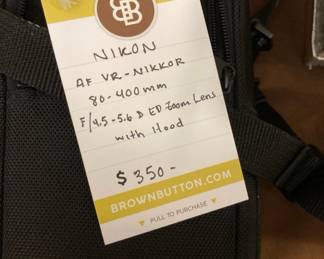 BB
NIKON
AF VR-NIKKOR
80-400mm
F/4.5-5.6 D ED Zoom Lens
with Hood
$350-
BROWNBUTTON.COM
PULL TO PURCHASE